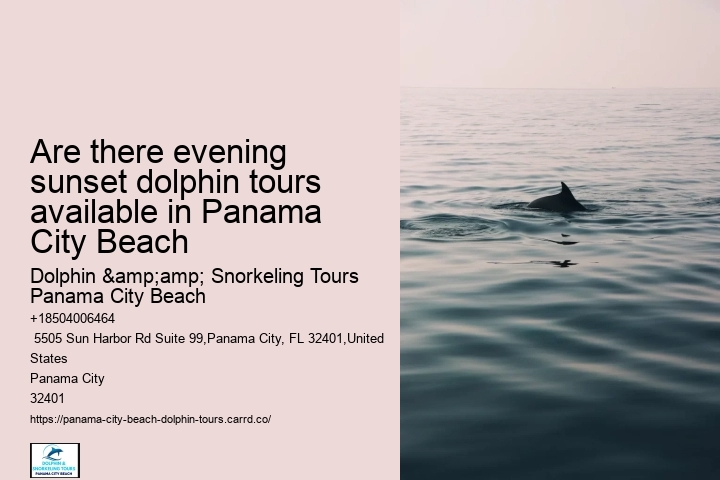 Are there evening
sunset dolphin tours
available in Panama
City Beach
Dolphin &amp;amp; Snorkeling Tours
Panama City Beach
+18504006464
5505 Sun Harbor Rd Suite 99,Panama City, FL 32401,United
States
Panama City
32401
https://panama-city-beach-dolphin-tours.carrd.co/
DOLPHIN &
SNORKELING TOURS
PANAMA CITY BEACH